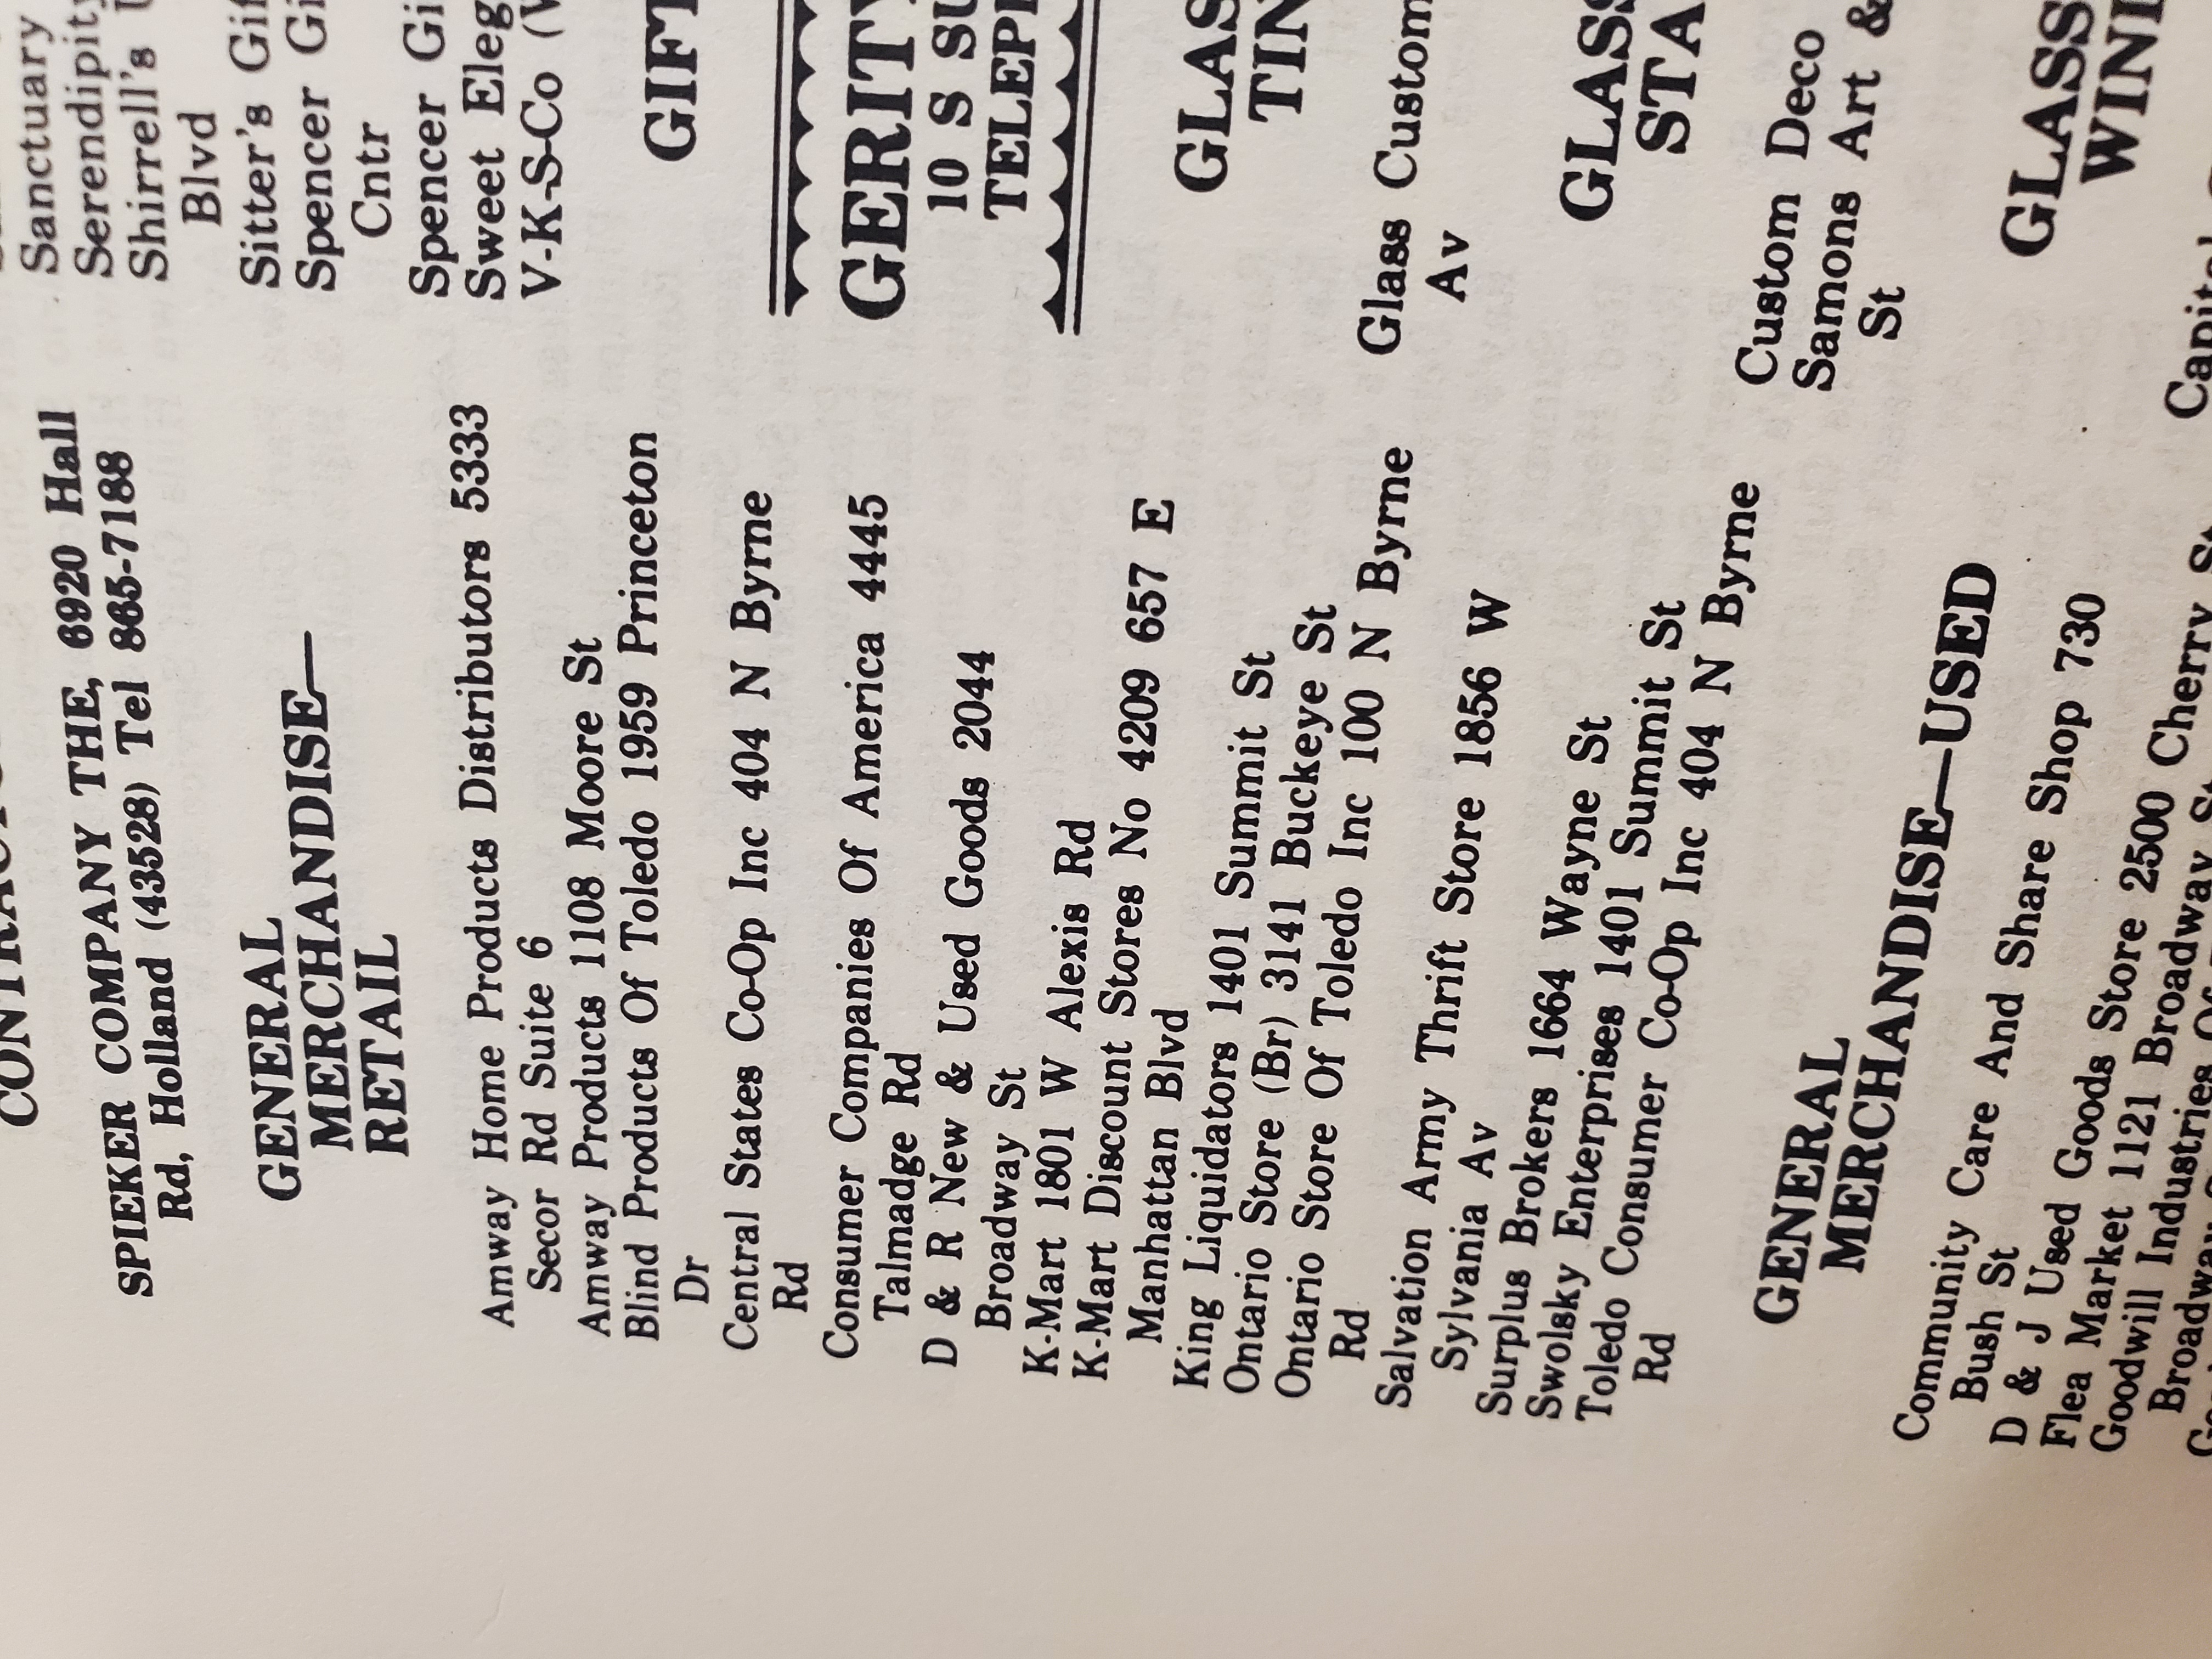 SPIEKER COMPANY THE, 6920 Hall
Rd, Holland (43528) Tel 865-7188
GENERAL
MERCHANDISE—
RETAIL
Amway Home Products Distributors 5333
Secor Rd Suite 6
Amway Products 1108 Moore St
Blind Products Of Toledo 1959 Princeton
Dr
Central States Co-Op Inc 404 N Byrne
Rd
Consumer Companies Of America 4445
Talmadge Rd
D & R New & Used Goods 2044
Broadway St
K-Mart 1801 W Alexis Rd
K-Mart Discount Stores No 4209 657 E
Manhattan Blvd
King Liquidators 1401 Summit St
Ontario Store (Br) 3141 Buckeye St
Ontario Store Of Toledo Inc 100 N Byrne
Rd
Salvation Army Thrift Store 1856 W
Sylvania Av
Surplus Brokers 1664 Wayne St
Swolsky Enterprises 1401 Summit St
Toledo Consumer Co-Op Inc 404 N Byrne
Rd
GENERAL
MERCHANDISE—USED
Community Care And Share Shop 730
Bush St
D & J Used Goods Store 2500 Cherry St
Flea Market 1121 Broadway St
Goodwill Industries Of
Broadway
Sanctuary
Serendipity
Shirrell's
Blvd
Sitter's
Spencer
Cntr
Spencer
Sweet
V-K-S-Co
GIFT
GERITY
10 S
GLAS
TIN
Glass Custom
Av
GLASS
STA
Custom Deco
Samons Art &
St
GLASS
WIN
Capital